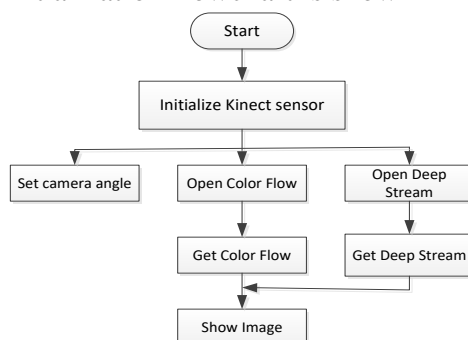 Start
Initialize Kinect sensor
Set camera angle
Open Color Flow
Open Deep
Stream
Get Color Flow
Get Deep Stream
Show Image